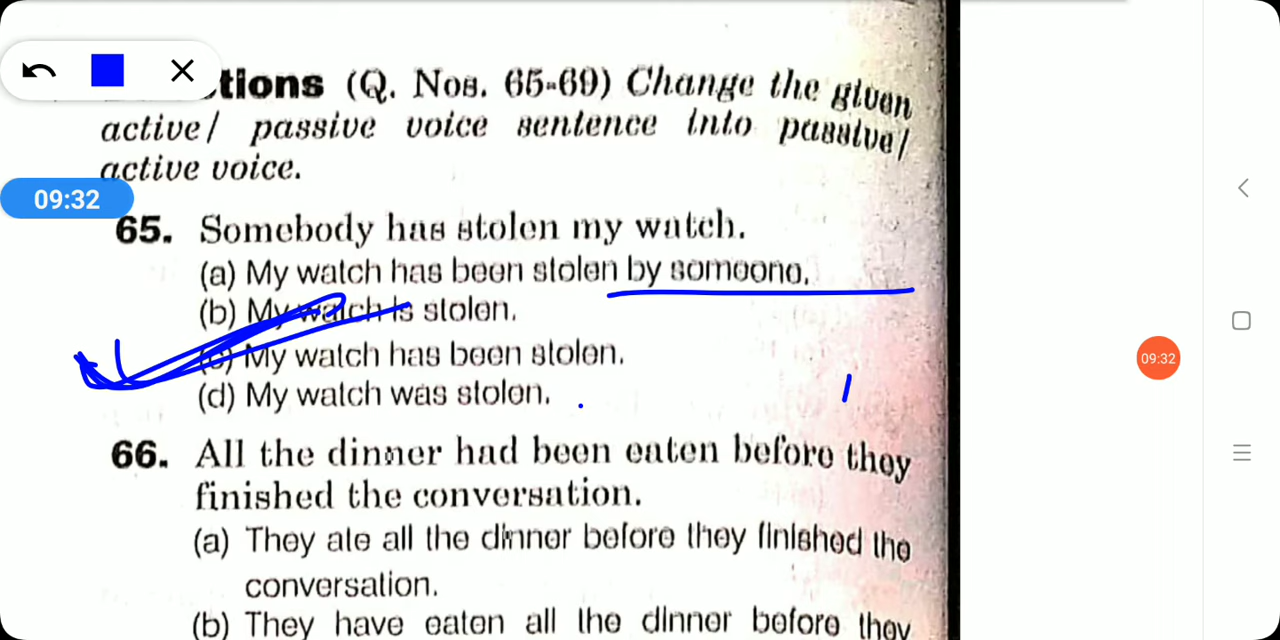 tions (Q. Nos. 65-69) Change the given
active/ passive voice sentence into passive/
active voice.
09:32
65. Somebody has stolen my watch.
(a) My watch has been stolen by someone.
(b) My watch is stolen.
(c) My watch has been stolen.
(d) My watch was stolen.
09:32
66. All the dinner had been eaten before they
finished the conversation.
(a) They ate all the dinner before they finished the
conversation.
(b) They have eaten all the dinner before they